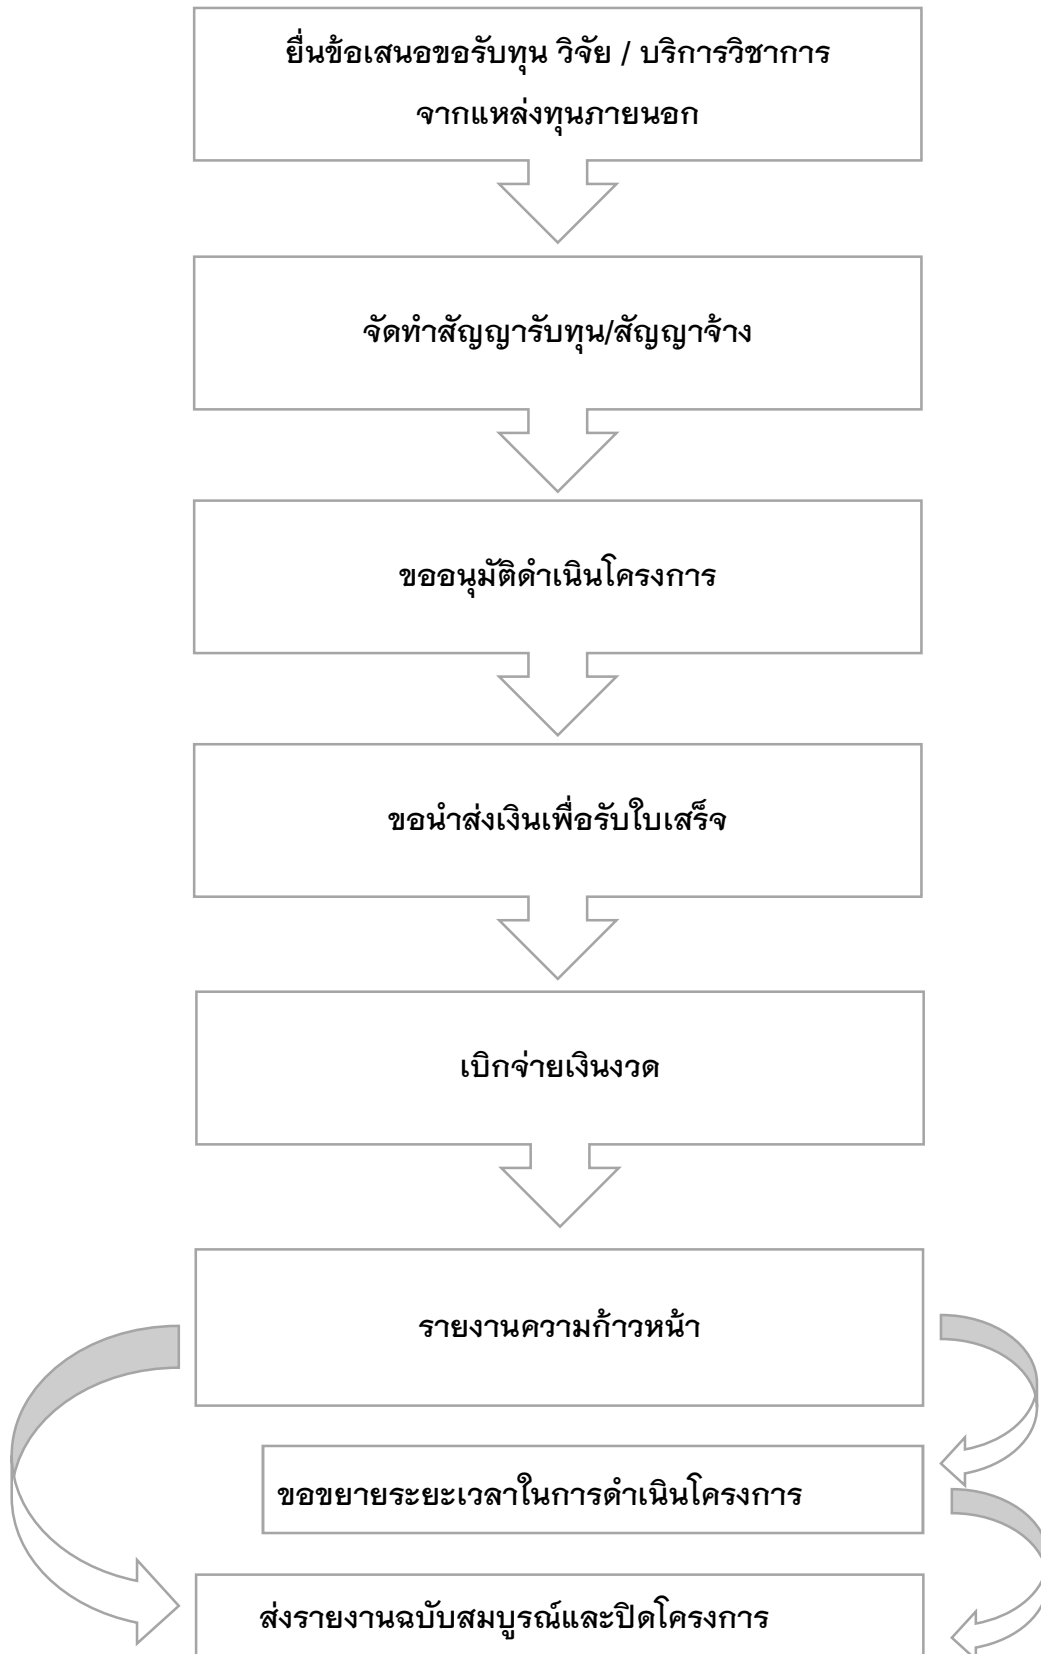 ยื่นข้อเสนอขอรับทุน วิจัย / บริการวิชาการ
จากแหล่งทุนภายนอก
จัดทำสัญญารับทุน/สัญญาจ้าง
ขออนุมัติดำเนินโครงการ
ขอนำส่งเงินเพื่อรับใบเสร็จ
เบิกจ่ายเงินงวด
รายงานความก้าวหน้า
ขอขยายระยะเวลาในการดำเนินโครงการ
ส่งรายงานฉบับสมบูรณ์และปิดโครงการ